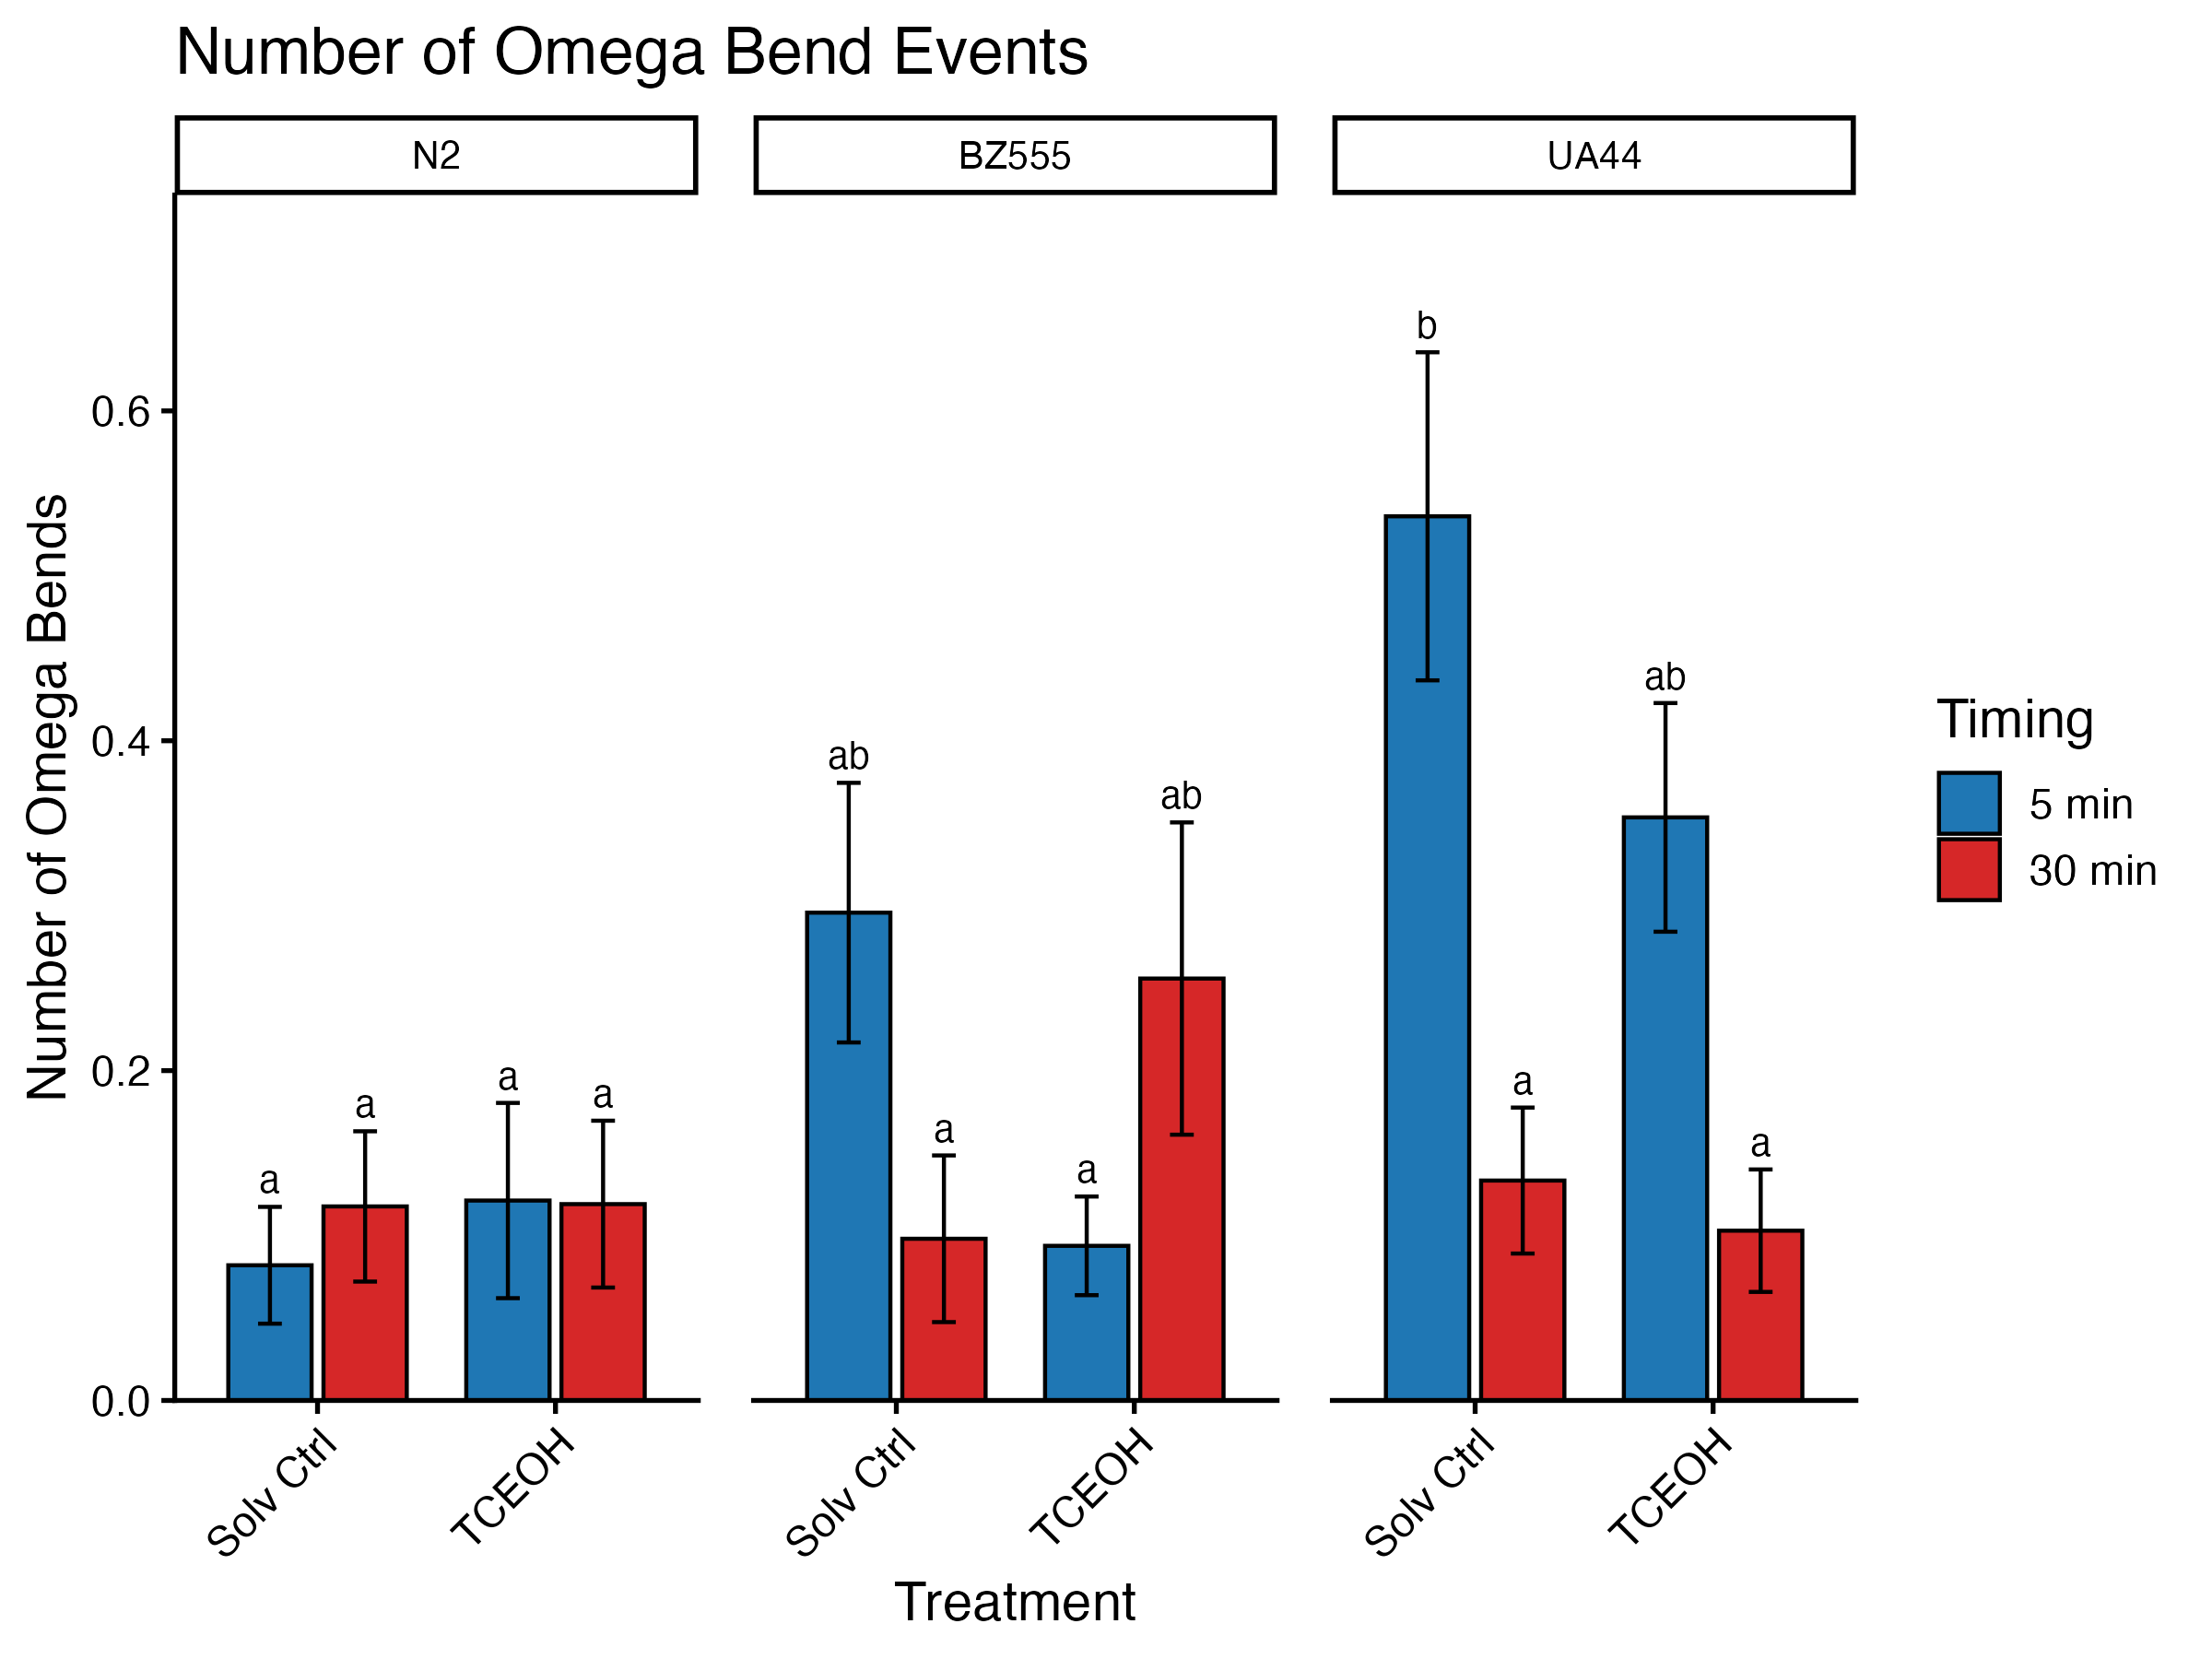 Number of Omega Bend Events
N2
BZ555
UA44
Number of Omega Bends
0.6
0.4
0.2
0.0
a
a
a
a
ab
a
a
ab
b
a
ab
a
Solv Ctrl
TCEOH
Solv Ctrl
TCEOH
Solv Ctrl
TCEOH
Treatment
Timing
5 min
30 min